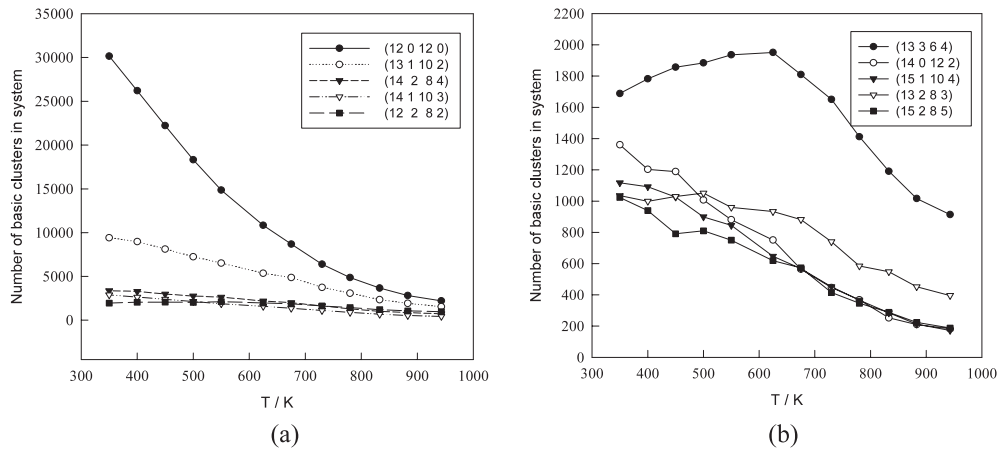 35000
30000
25000
20000
15000
10000
5000
0
Number of basic clusters in system
300 400 500 600 700 800 900 1000
T / K
(12 0 12 0)
(13 1 10 2)
(14 2 8 4)
(14 1 10 3)
(12 2 8 2)
(a)
2200
2000
1800
1600
1400
1200
1000
800
600
400
200
0
Number of basic clusters in system
300 400 500 600 700 800 900 1000
T / K
(13 3 6 4)
(14 0 12 2)
(15 1 10 4)
(13 2 8 3)
(15 2 8 5)
(b)